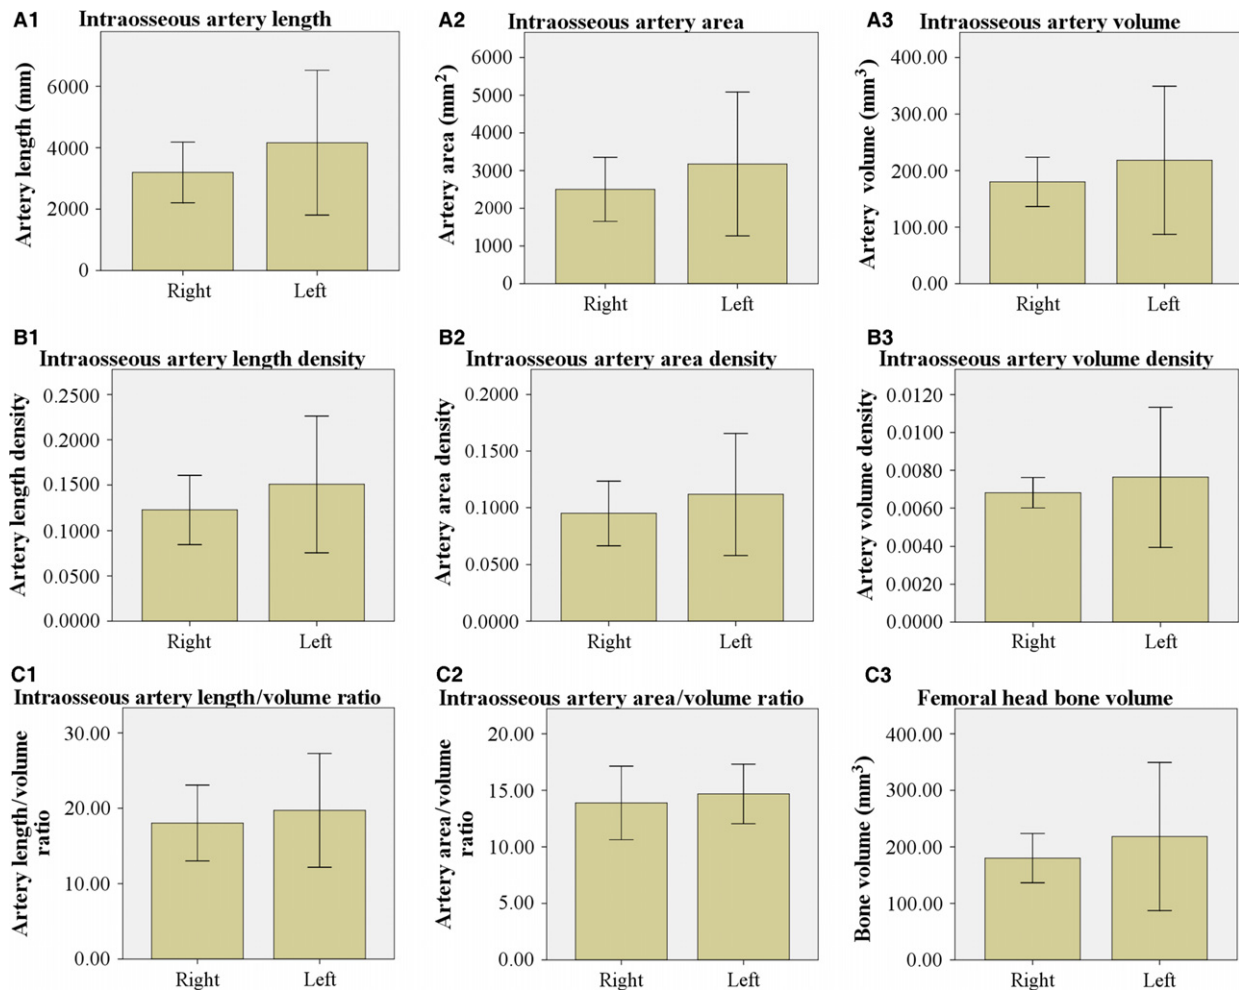 A1
Intraosseous artery length
Artery length (mm)
6000
4000
2000
0
Right
Left
A2
Intraosseous artery area
Artery area (mm²)
6000
5000
4000
3000
2000
1000
0
Right
Left
A3
Intraosseous artery volume
Artery volume (mm³)
400.00
300.00
200.00
100.00
0.00
Right
Left
B1
Intraosseous artery length density
Artery length density
0.2500
0.2000
0.1500
0.1000
0.0500
0.0000
Right
Left
B2
Intraosseous artery area density
Artery area density
0.2000
0.1500
0.1000
0.0500
0.0000
Right
Left
B3
Intraosseous artery volume density
Artery volume density
0.0120
0.0100
0.0080
0.0060
0.0040
0.0020
0.0000
Right
Left
C1
Intraosseous artery length/volume ratio
Artery length/volume
ratio
30.00
20.00
10.00
0.00
Right
Left
C2
Intraosseous artery area/volume ratio
Artery area/volume
ratio
20.00
15.00
10.00
5.00
0.00
Right
Left
C3
Femoral head bone volume
Bone volume (mm³)
400.00
300.00
200.00
100.00
0.00
Right
Left